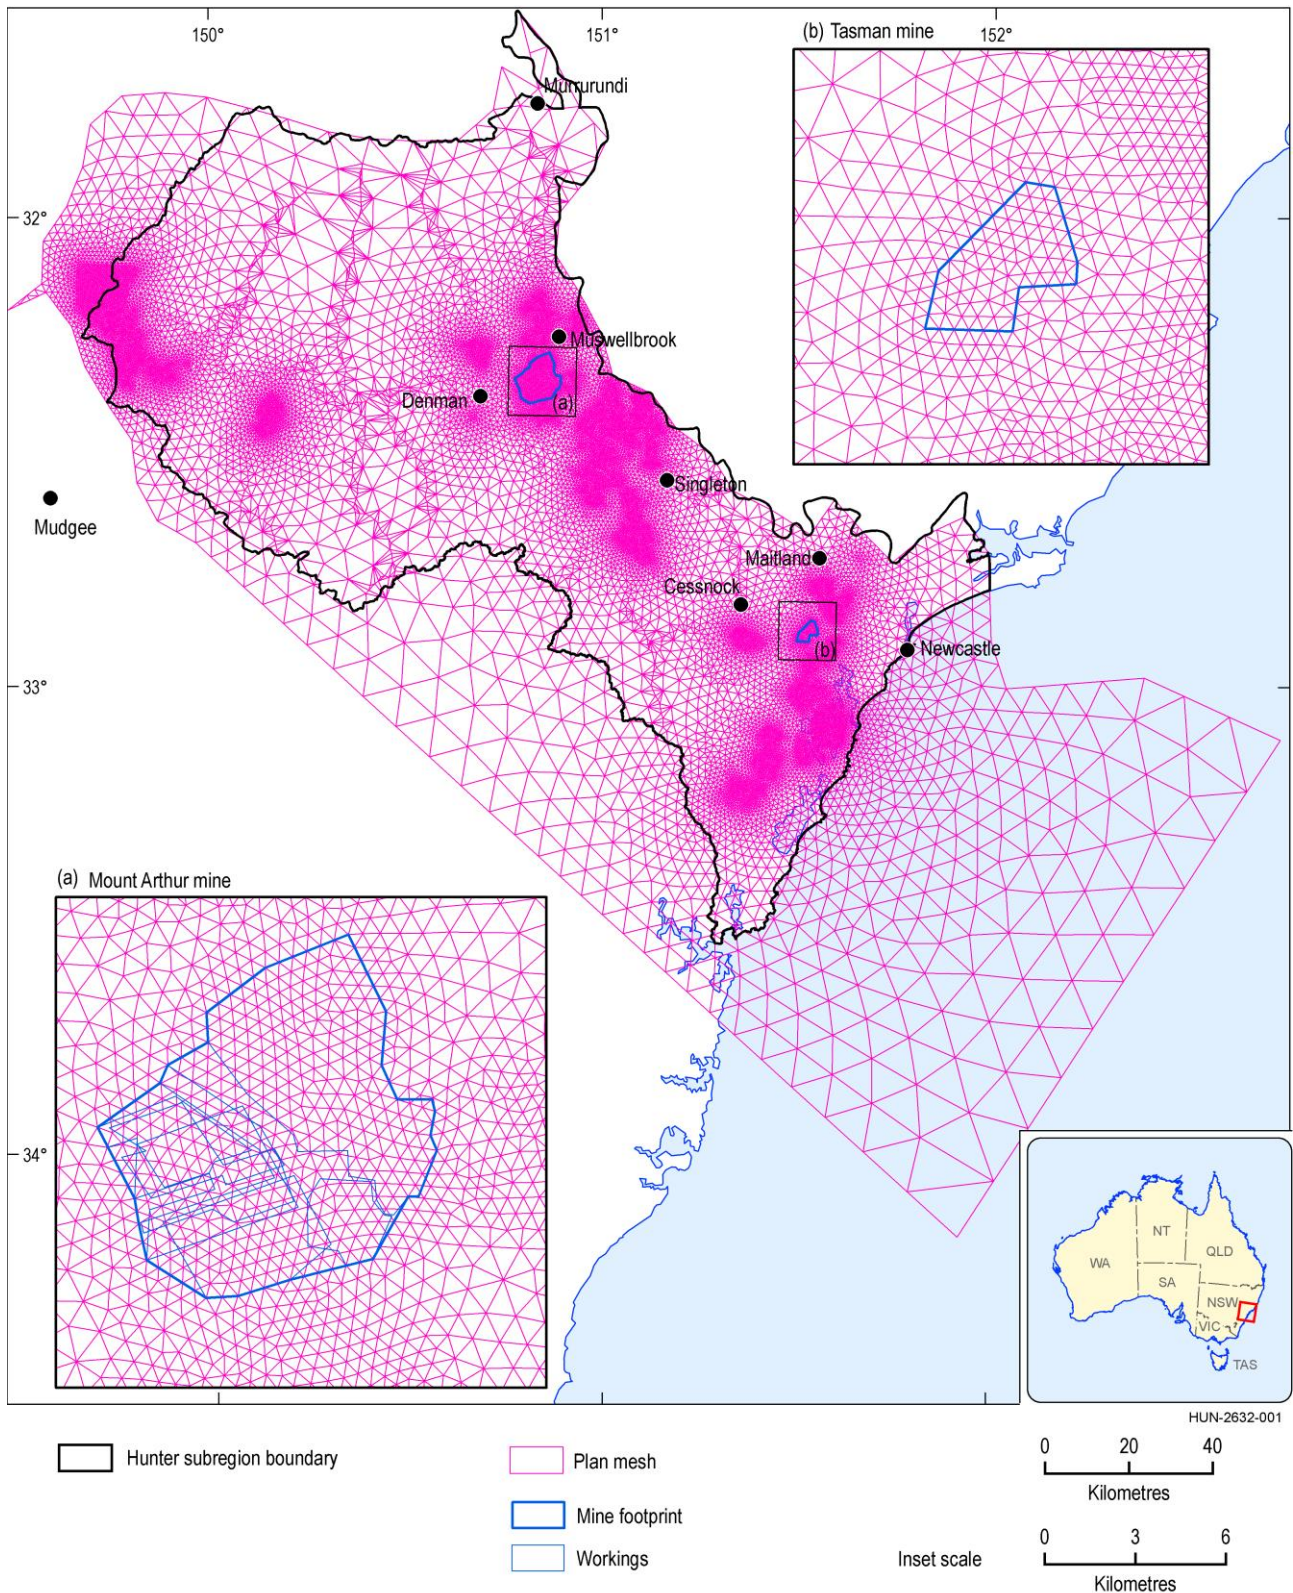 150°
151°
152°
(b) Tasman mine
Murrurundi
32°
Muswellbrook
Denman
(a)
Singleton
Mudgee
Maitland
Cessnock
(b)
Newcastle
33°
(a) Mount Arthur mine
34°
NT
QLD
WA
SA
NSW
VIC
TAS
HUN-2632-001
Hunter subregion boundary
Plan mesh
0 20 40
Kilometres
Mine footprint
Workings
Inset scale
0 3 6
Kilometres